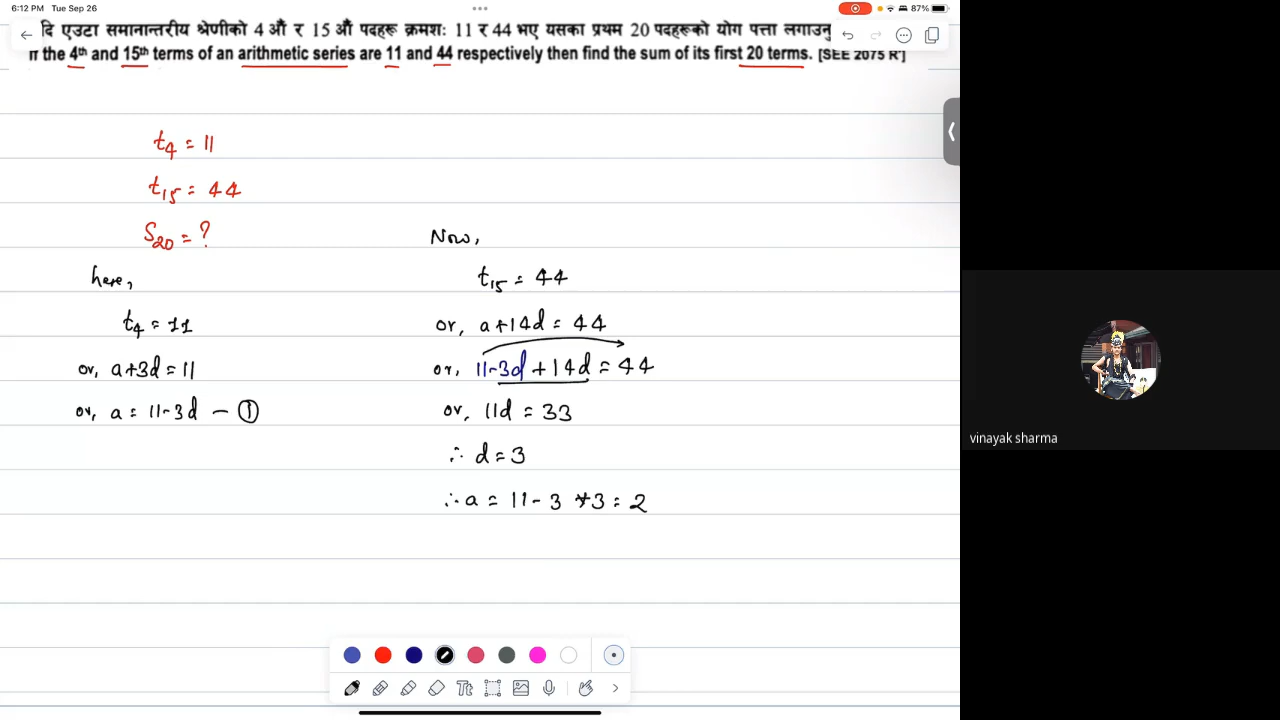 6:12 PM Tue Sep 26
87%
दि एउटा समानान्तरीय श्रेणीको 4 औं र 15 औं पदहरू क्रमशः 11 र 44 भए यसका प्रथम 20 पदहरूको योग पत्ता लगाउनु
If the 4th and 15th terms of an arithmetic series are 11 and 44 respectively then find the sum of its first 20 terms. [SEE 2075 R']
t4 = 11
t15 = 44
S20 = ?
here,
t4 = 11
or, a+3d = 11
or, a = 11-3d - ①
Now,
t15 = 44
or, a+14d = 44
or, 11-3d + 14d = 44
or, 11d = 33
∴ d = 3
∴ a = 11 - 3 * 3 = 2
Tt
vinayak sharma